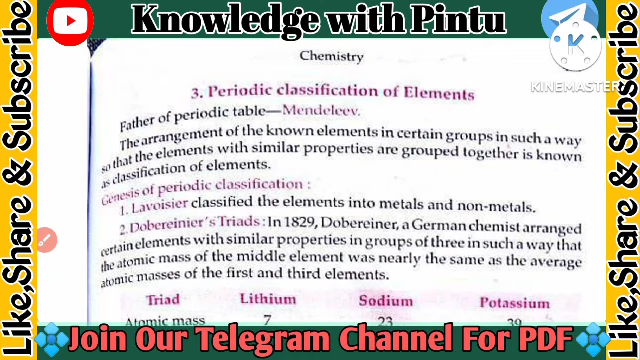 Knowledge with Pintu
Like,Share & Subscribe
Like,Share & Subscribe
KINEMASTER
Chemistry
3. Periodic classification of Elements
Father of periodic table—Mendeleev.
The arrangement of the known elements in certain groups in such a way
so that the elements with similar properties are grouped together is known
as classification of elements.
Genesis of periodic classification :
1. Lavoisier classified the elements into metals and non-metals.
2. Dobereinier's Triads : In 1829, Dobereiner, a German chemist arranged
certain elements with similar properties in groups of three in such a way that
the atomic mass of the middle element was nearly the same as the average
atomic masses of the first and third elements.
Triad Lithium Sodium Potassium
Atomic mass 7 23 39
Join Our Telegram Channel For PDF